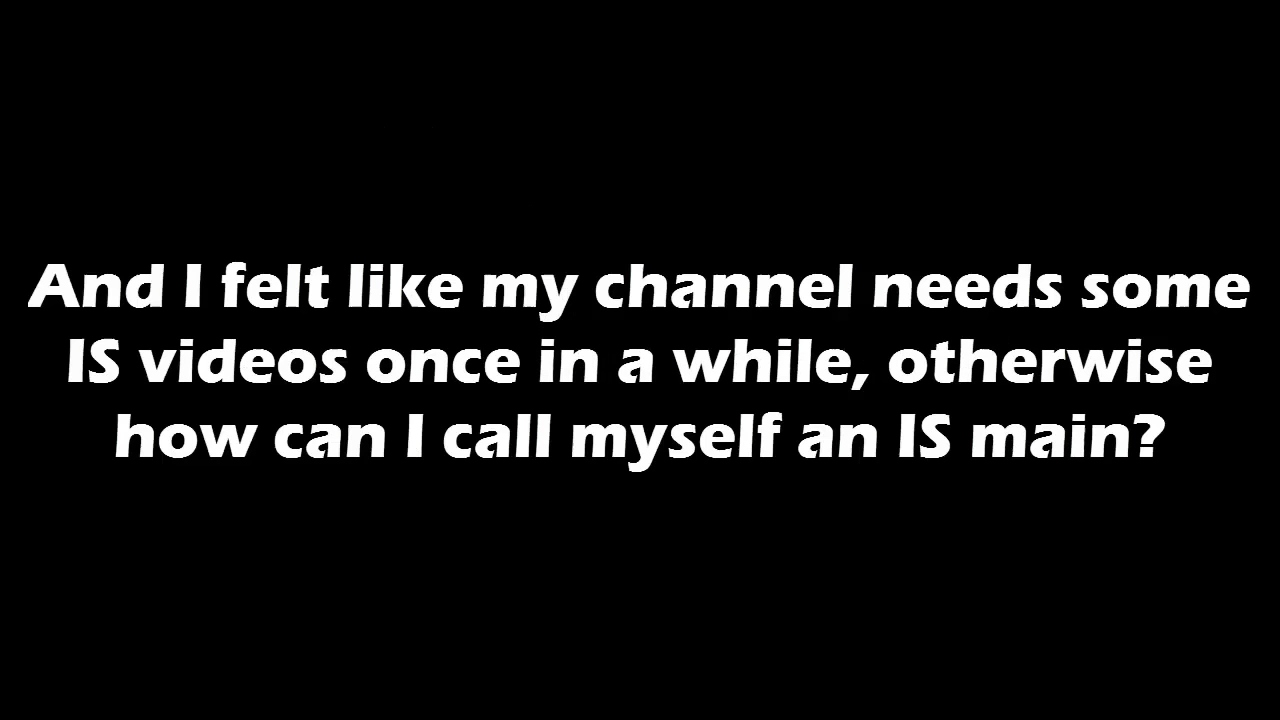 And I felt like my channel needs some
IS videos once in a while, otherwise
how can I call myself an IS main?